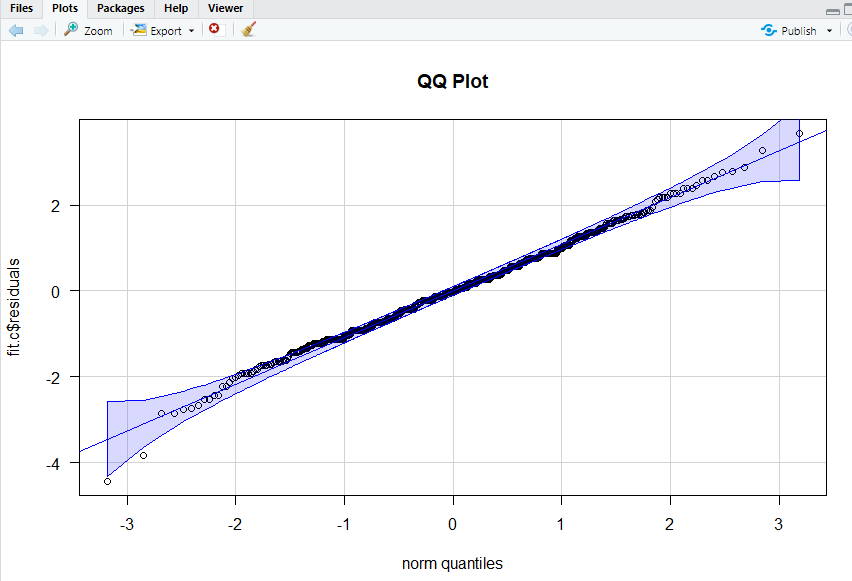 Files Plots Packages Help Viewer
Zoom Export Publish
QQ Plot
fit.c$residuals
2
0
-2
-4
-3 -2 -1 0 1 2 3
norm quantiles